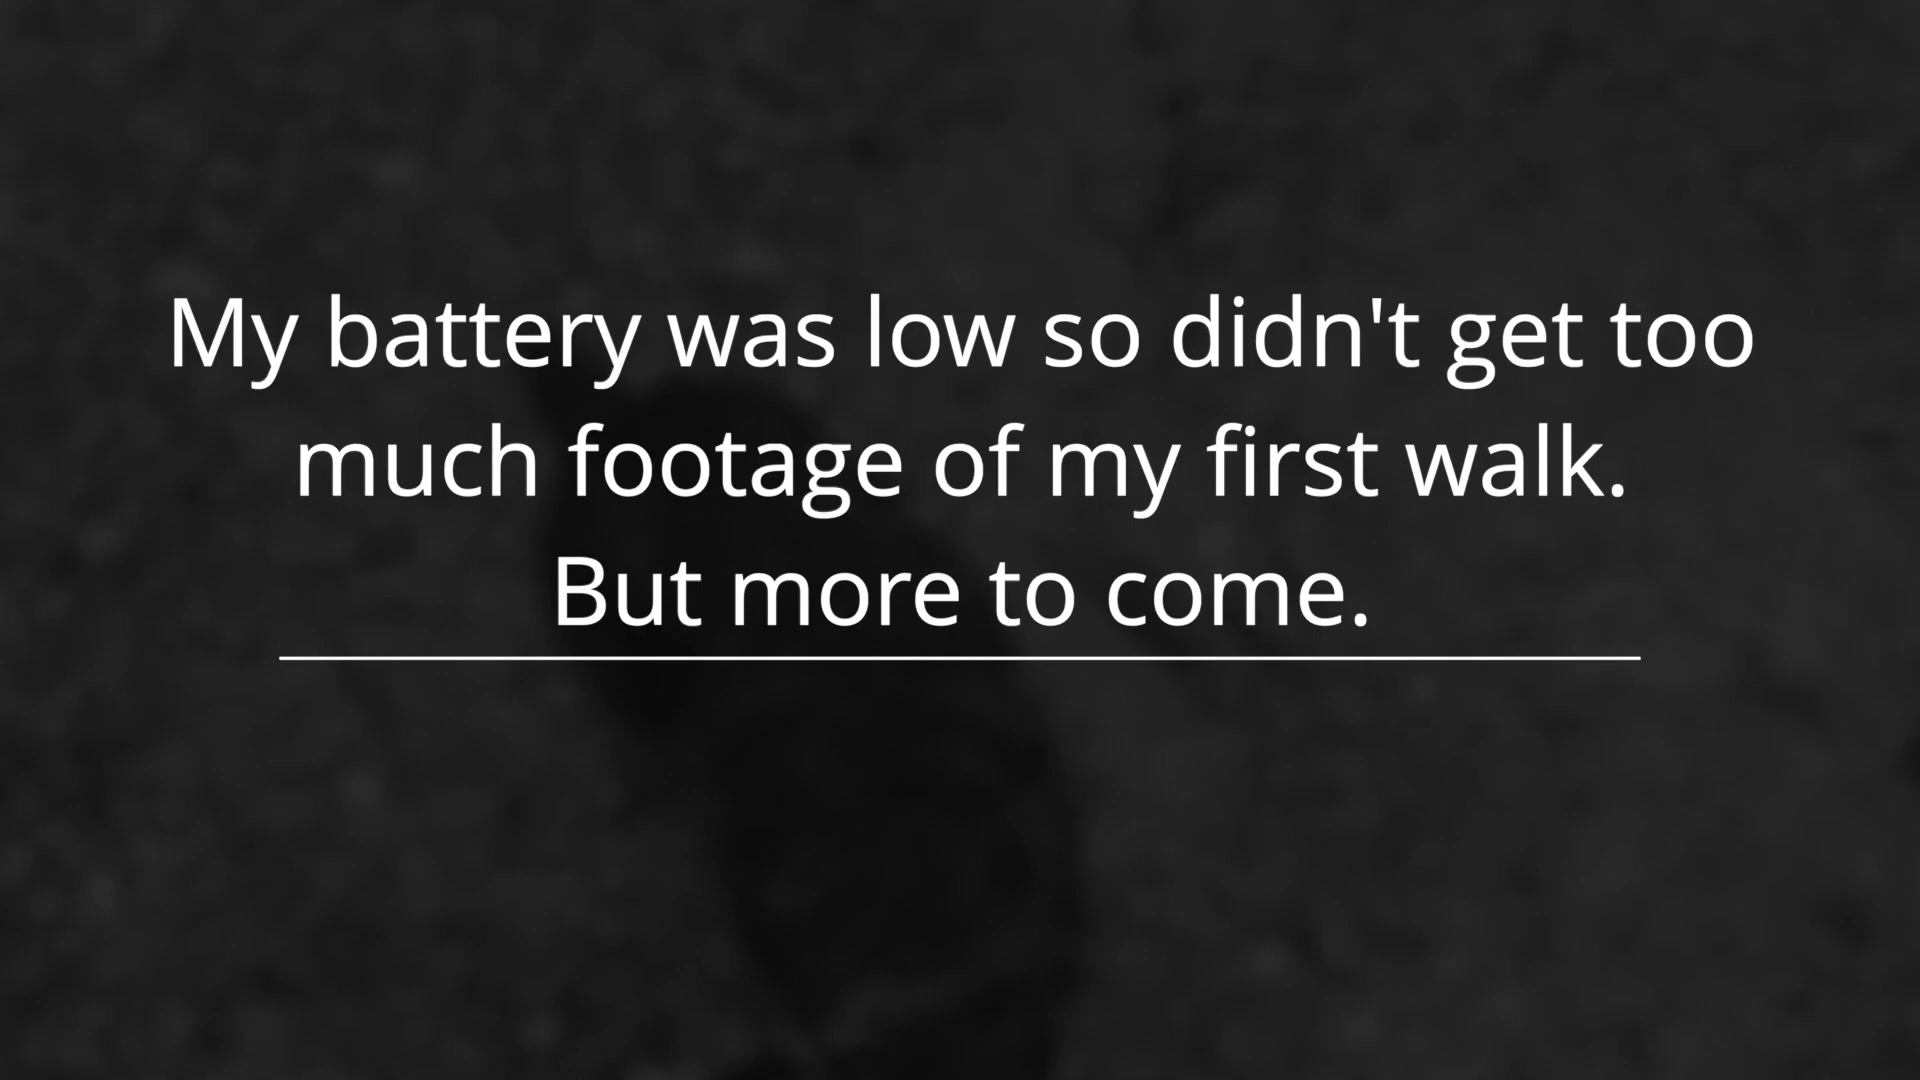 My battery was low so didn't get too
much footage of my first walk.
But more to come.